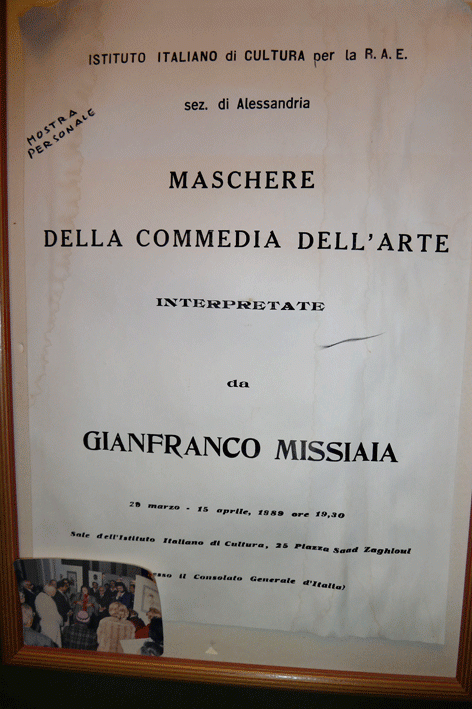 ISTITUTO ITALIANO di CULTURA per la R. A. E.
sez. di Alessandria
MOSTRA
PERSONALE
MASCHERE
DELLA COMMEDIA DELL'ARTE
INTERPRETATE
da
GIANFRANCO MISSIAIA
29 marzo - 15 aprile, 1989 ore 19,30
Sale dell'Istituto Italiano di Cultura, 25 Piazza Saad Zaghloul
il Consolato Generale d'Italia)